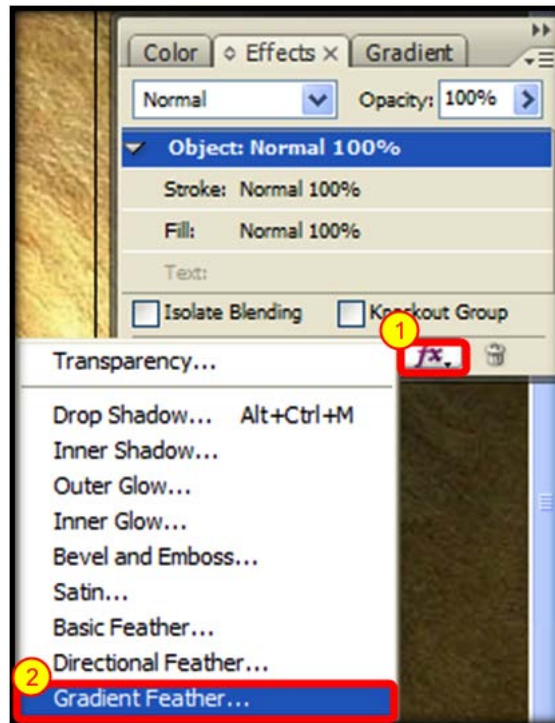 Color Effects × Gradient
Normal Opacity: 100%
Object: Normal 100%
Stroke: Normal 100%
Fill: Normal 100%
Text:
Isolate Blending Knockout Group
1
fx
Transparency...
Drop Shadow... Alt+Ctrl+M
Inner Shadow...
Outer Glow...
Inner Glow...
Bevel and Emboss...
Satin...
Basic Feather...
Directional Feather...
2
Gradient Feather...